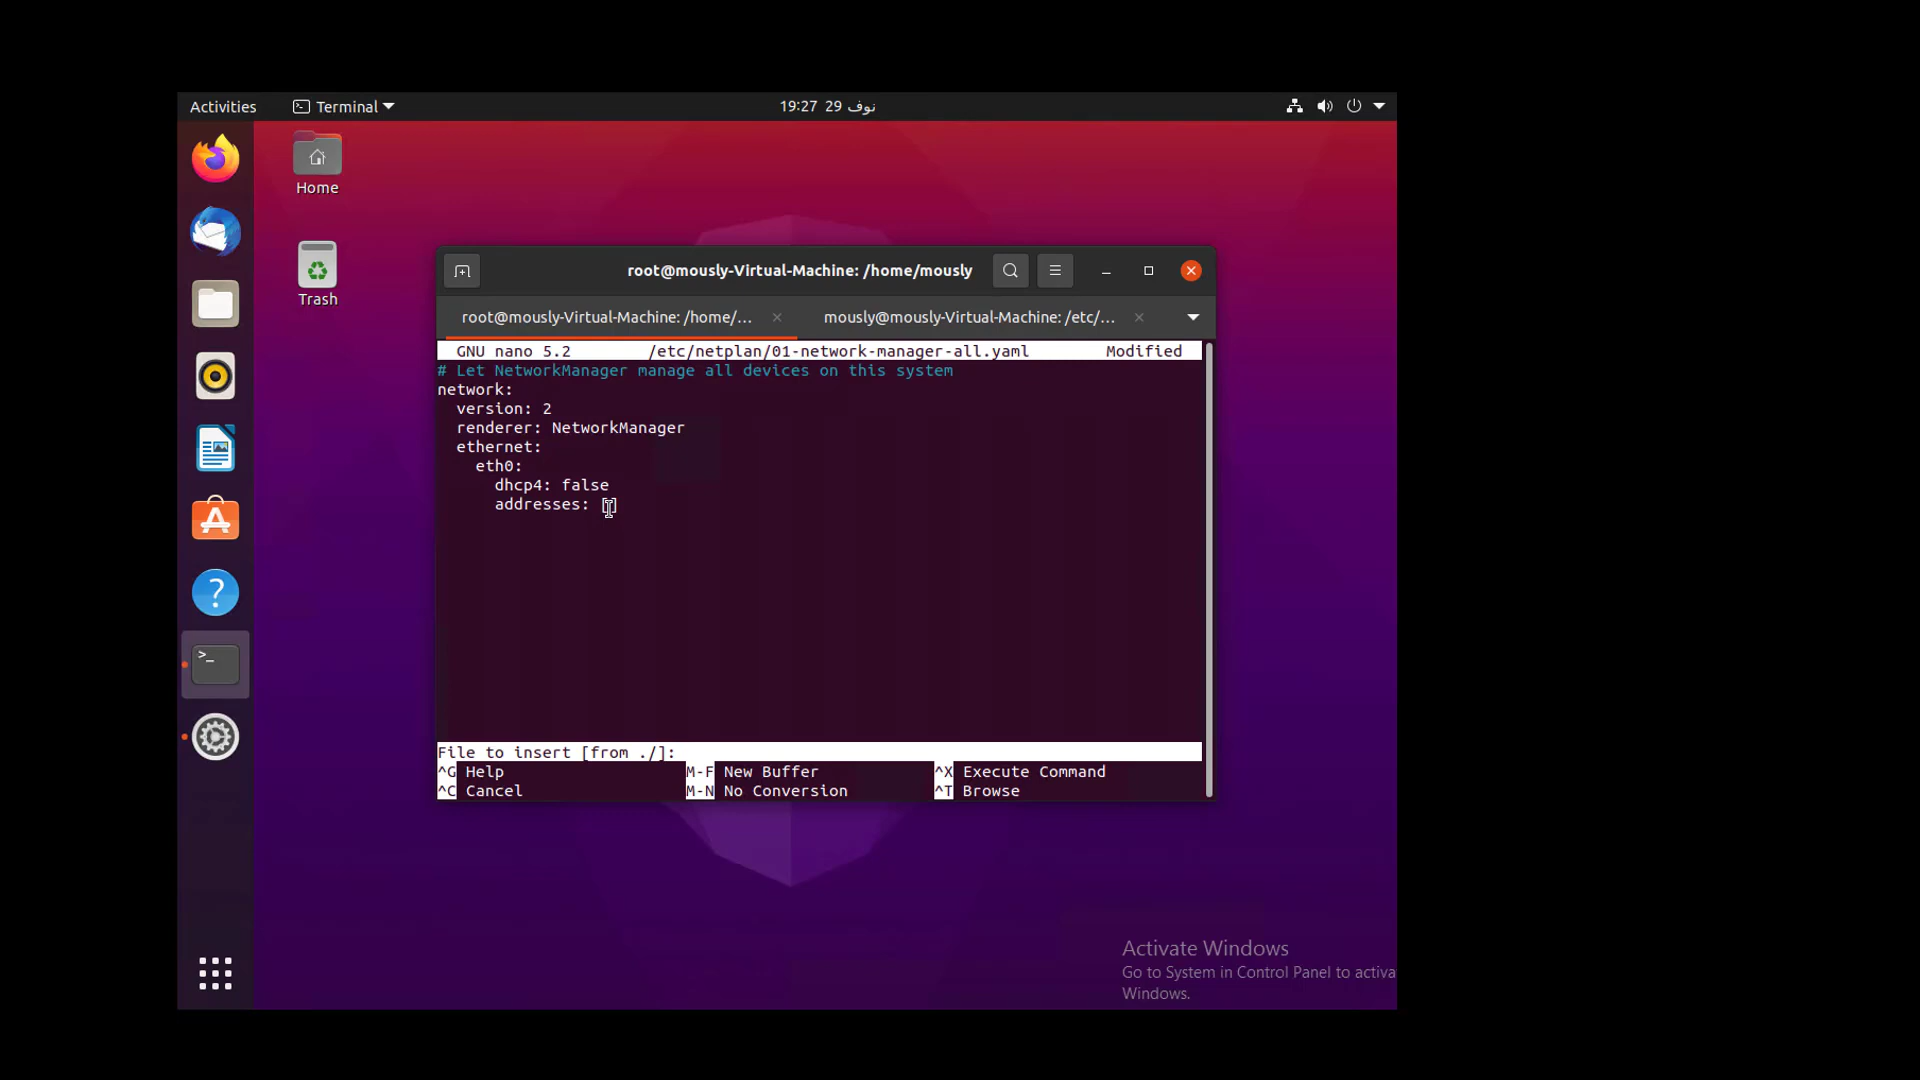 Activities
Terminal
19:27 29 نوف
Home
Trash
root@mously-Virtual-Machine: /home/mously
root@mously-Virtual-Machine: /home/...
mously@mously-Virtual-Machine: /etc/...
GNU nano 5.2 /etc/netplan/01-network-manager-all.yaml Modified
# Let NetworkManager manage all devices on this system
network:
version: 2
renderer: NetworkManager
ethernet:
eth0:
dhcp4: false
addresses:
File to insert [from ./]:
^G Help M-F New Buffer ^X Execute Command
^C Cancel M-N No Conversion ^T Browse
Activate Windows
Go to System in Control Panel to activa
Windows.